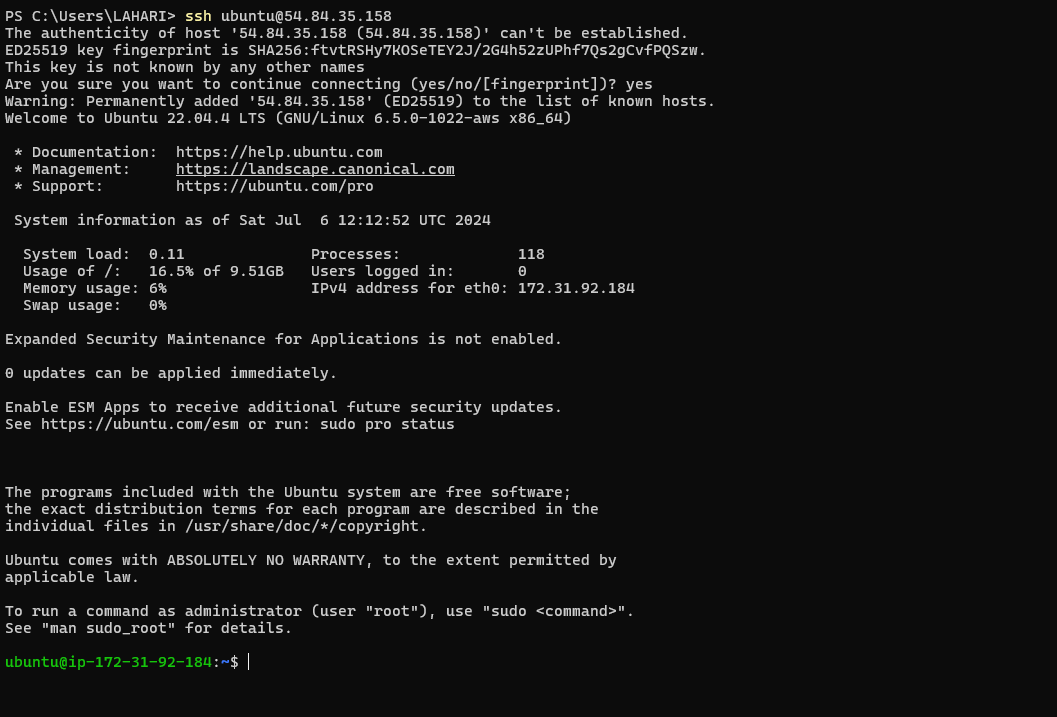 PS C:\Users\LAHARI> ssh ubuntu@54.84.35.158
The authenticity of host '54.84.35.158 (54.84.35.158)' can't be established.
ED25519 key fingerprint is SHA256:ftvtRSHy7KOSeTEY2J/2G4h52zUPhf7Qs2gCvfPQSzw.
This key is not known by any other names
Are you sure you want to continue connecting (yes/no/[fingerprint])? yes
Warning: Permanently added '54.84.35.158' (ED25519) to the list of known hosts.
Welcome to Ubuntu 22.04.4 LTS (GNU/Linux 6.5.0-1022-aws x86_64)

 * Documentation:  https://help.ubuntu.com
 * Management:     https://landscape.canonical.com
 * Support:        https://ubuntu.com/pro

 System information as of Sat Jul  6 12:12:52 UTC 2024

  System load:  0.11              Processes:             118
  Usage of /:   16.5% of 9.51GB   Users logged in:       0
  Memory usage: 6%                IPv4 address for eth0: 172.31.92.184
  Swap usage:   0%

Expanded Security Maintenance for Applications is not enabled.

0 updates can be applied immediately.

Enable ESM Apps to receive additional future security updates.
See https://ubuntu.com/esm or run: sudo pro status

The programs included with the Ubuntu system are free software;
the exact distribution terms for each program are described in the
individual files in /usr/share/doc/*/copyright.

Ubuntu comes with ABSOLUTELY NO WARRANTY, to the extent permitted by
applicable law.

To run a command as administrator (user "root"), use "sudo <command>".
See "man sudo_root" for details.

ubuntu@ip-172-31-92-184:~$